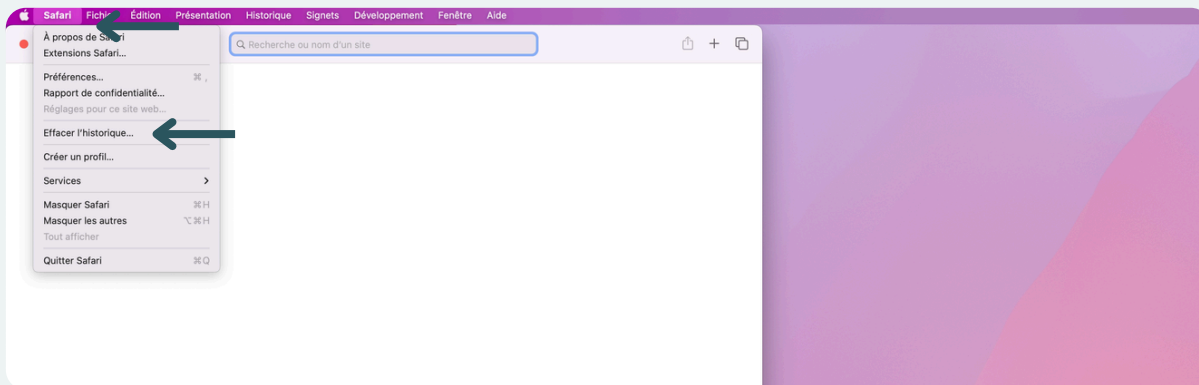 Safari Fichier Édition Présentation Historique Signets Développement Fenêtre Aide
À propos de Safari
Extensions Safari...
Recherche ou nom d'un site
Préférences... ⌘ ,
Rapport de confidentialité...
Réglages pour ce site web...
Effacer l'historique...
Créer un profil...
Services
Masquer Safari ⌘H
Masquer les autres ⌥⌘H
Tout afficher
Quitter Safari ⌘Q